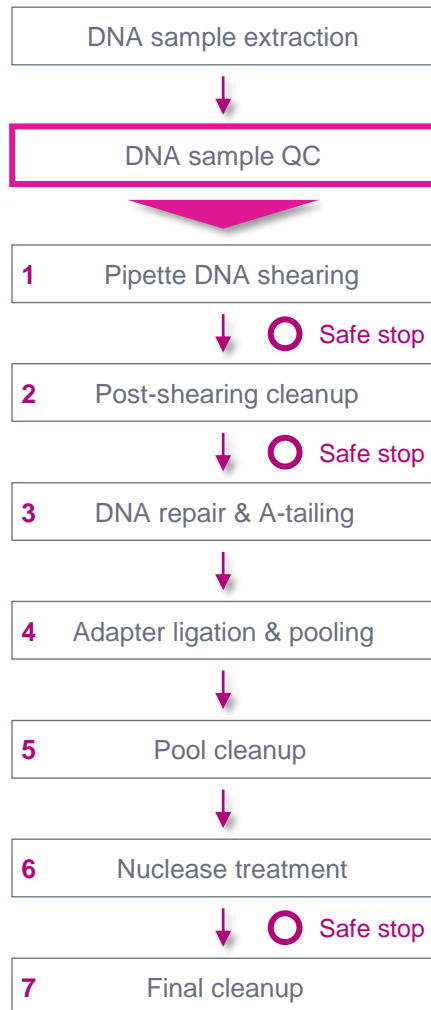 DNA sample extraction
DNA sample QC
1 Pipette DNA shearing
Safe stop
2 Post-shearing cleanup
Safe stop
3 DNA repair & A-tailing
4 Adapter ligation & pooling
5 Pool cleanup
6 Nuclease treatment
Safe stop
7 Final cleanup